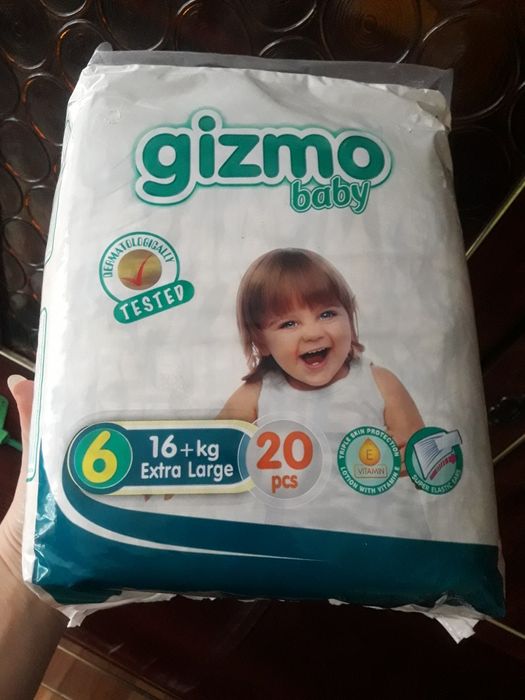 gizmo
baby
DERMATOLOGICALLY
TESTED
6
16+kg
Extra Large
20
pcs
TRIPLE SKIN PROTECTION
E
VITAMIN
LOTION WITH VITAMIN E
SUPER ELASTIC EARS